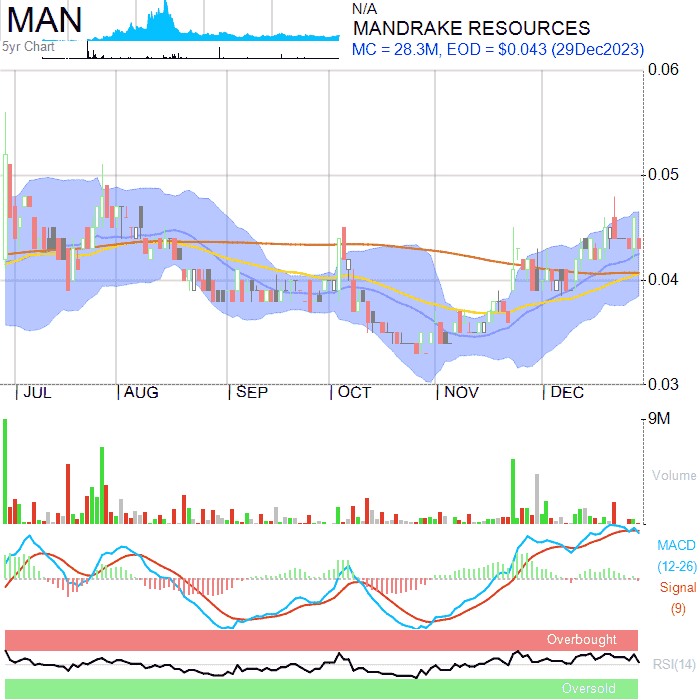 MAN
N/A
MANDRAKE RESOURCES
5yr Chart
MC = 28.3M, EOD = $0.043 (29Dec2023)
0.06
0.05
0.04
0.03
JUL AUG SEP OCT NOV DEC
9M
Volume
MACD
(12-26)
Signal
(9)
Overbought
RSI(14)
Oversold